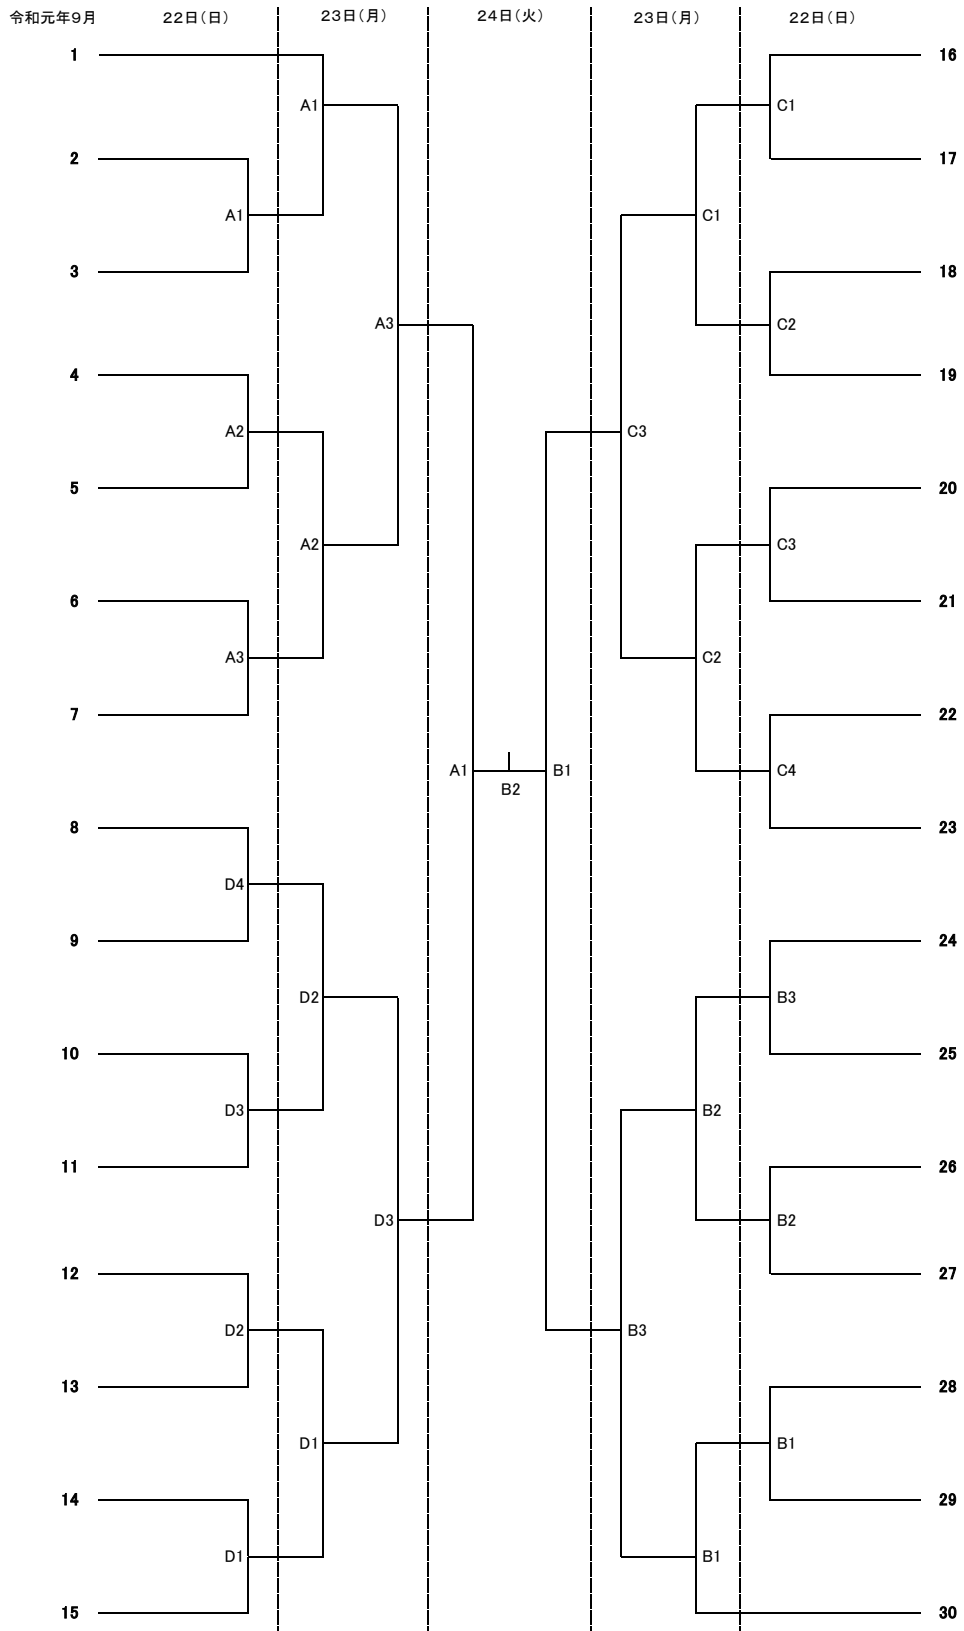 令和元年9月 22日(日) 23日(月) 24日(火) 23日(月) 22日(日)
1 16
A1 C1
2 17
A1 C1
3 18
A3 C2
4 19
A2 C3
5 20
A2 C3
6 21
A3 C2
7 22
A1 B1 C4
B2
8 23
D4
9 24
D2 B3
10 25
D3 B2
11 26
D3 B2
12 27
D2 B3
13 28
D1 B1
14 29
D1 B1
15 30